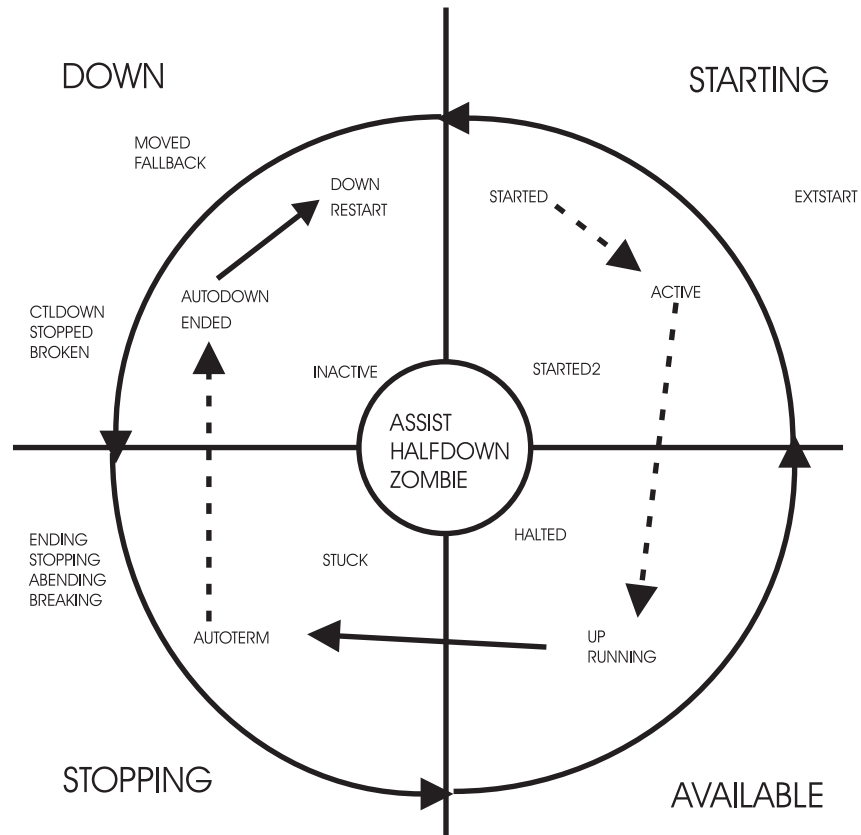 DOWN
STARTING
MOVED
FALLBACK
DOWN
RESTART
STARTED
EXTSTART
AUTODOWN
ENDED
ACTIVE
CTLDOWN
STOPPED
BROKEN
INACTIVE
STARTED2
ASSIST
HALFDOWN
ZOMBIE
ENDING
STOPPING
ABENDING
BREAKING
STUCK
HALTED
AUTOTERM
UP
RUNNING
STOPPING
AVAILABLE